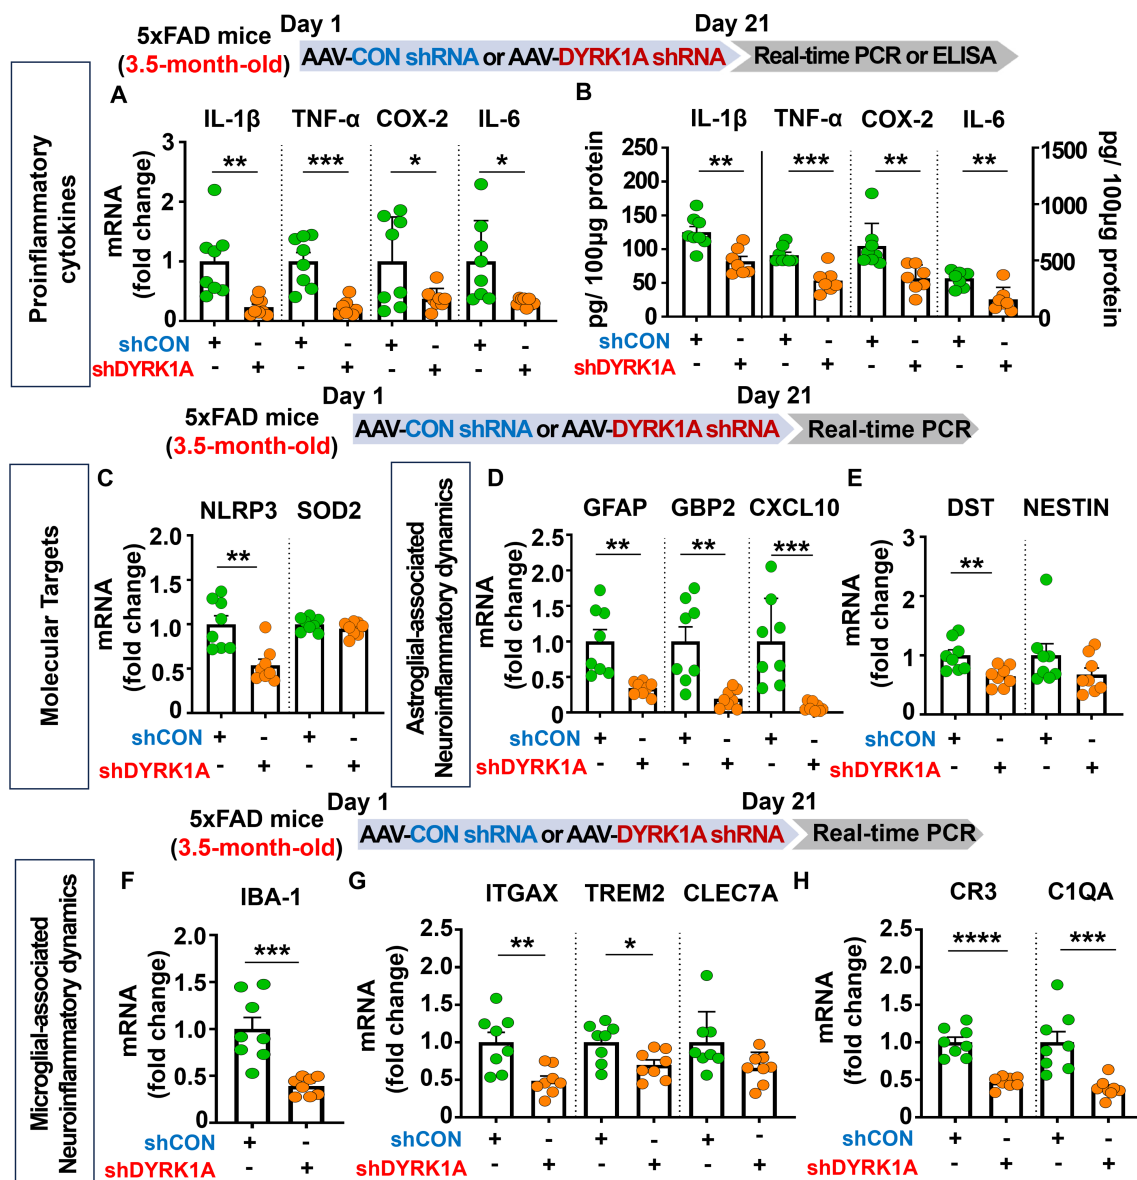 5xFAD mice
(3.5-month-old)
Day 1
Day 21
AAV-CON shRNA or AAV-DYRK1A shRNA
Real-time PCR or ELISA
Proinflammatory
cytokines
A
IL-1β TNF-α COX-2 IL-6
mRNA
(fold change)
3
2
1
0
** *** * *
shCON + - + - + - + -
shDYRK1A - + - + - + - +
B
IL-1β TNF-α COX-2 IL-6
pg/ 100μg protein
250
200
150
100
50
0
** *** ** **
1500
1000
500
0
pg/ 100μg protein
shCON + - + - + - + -
shDYRK1A - + - + - + - +
5xFAD mice
(3.5-month-old)
Day 1
Day 21
AAV-CON shRNA or AAV-DYRK1A shRNA
Real-time PCR
Molecular Targets
C
NLRP3 SOD2
mRNA
(fold change)
2.0
1.5
1.0
0.5
0
**
shCON + - + -
shDYRK1A - + - +
Astroglial-associated
Neuroinflammatory dynamics
D
GFAP GBP2 CXCL10
mRNA
(fold change)
2.5
2.0
1.5
1.0
0.5
0
** ** ***
shCON + - + - + -
shDYRK1A - + - + - +
E
DST NESTIN
mRNA
(fold change)
3
2
1
0
**
shCON + - + -
shDYRK1A - + - +
5xFAD mice
(3.5-month-old)
Day 1
Day 21
AAV-CON shRNA or AAV-DYRK1A shRNA
Real-time PCR
Microglial-associated
Neuroinflammatory dynamics
F
IBA-1
mRNA
(fold change)
2.0
1.5
1.0
0.5
0
***
shCON + -
shDYRK1A - +
G
ITGAX TREM2 CLEC7A
mRNA
(fold change)
2.5
2.0
1.5
1.0
0.5
0
** *
shCON + - + - + -
shDYRK1A - + - + - +
H
CR3 C1QA
mRNA
(fold change)
2.5
2.0
1.5
1.0
0.5
0
**** ***
shCON + - + -
shDYRK1A - + - +